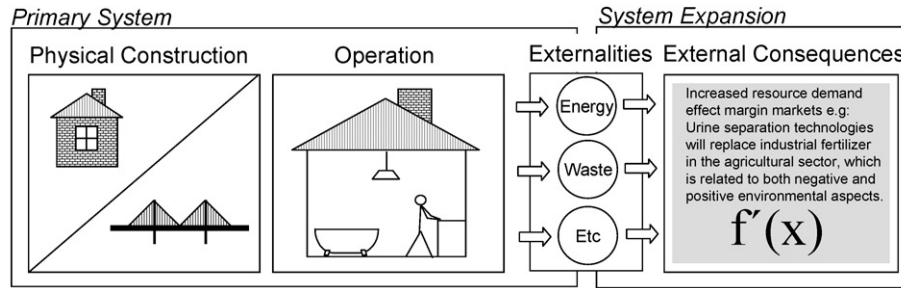 Primary System
System Expansion
Physical Construction
Operation
Externalities
External Consequences
Energy
Waste
Etc
Increased resource demand
effect margin markets e.g:
Urine separation technologies
will replace industrial fertilizer
in the agricultural sector, which
is related to both negative and
positive environmental aspects.
f´(x)